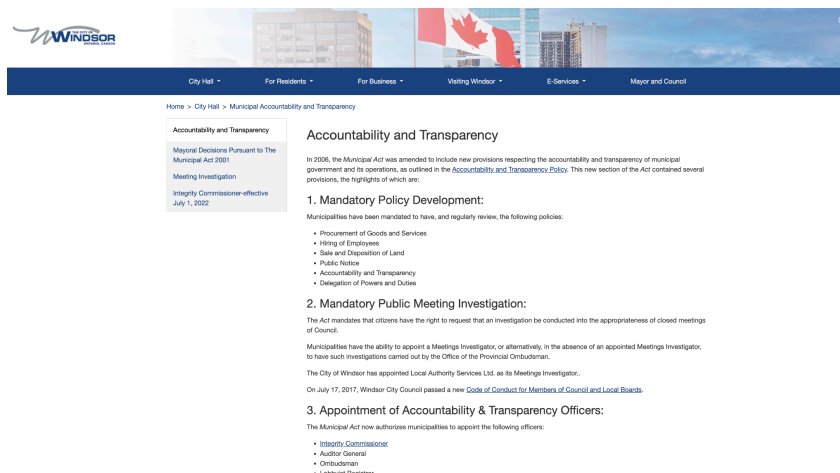 THE CITY OF
WINDSOR
ONTARIO, CANADA
City Hall
For Residents
For Business
Visiting Windsor
E-Services
Mayor and Council
Home > City Hall > Municipal Accountability and Transparency
Accountability and Transparency
Mayoral Decisions Pursuant to The
Municipal Act 2001
Meeting Investigation
Integrity Commissioner-effective
July 1, 2022
Accountability and Transparency
In 2006, the Municipal Act was amended to include new provisions respecting the accountability and transparency of municipal
government and its operations, as outlined in the Accountability and Transparency Policy. This new section of the Act contained several
provisions, the highlights of which are:
1. Mandatory Policy Development:
Municipalities have been mandated to have, and regularly review, the following policies:
• Procurement of Goods and Services
• Hiring of Employees
• Sale and Disposition of Land
• Public Notice
• Accountability and Transparency
• Delegation of Powers and Duties
2. Mandatory Public Meeting Investigation:
The Act mandates that citizens have the right to request that an investigation be conducted into the appropriateness of closed meetings
of Council.
Municipalities have the ability to appoint a Meetings Investigator, or alternatively, in the absence of an appointed Meetings Investigator,
to have such investigations carried out by the Office of the Provincial Ombudsman.
The City of Windsor has appointed Local Authority Services Ltd. as its Meetings Investigator..
On July 17, 2017, Windsor City Council passed a new Code of Conduct for Members of Council and Local Boards.
3. Appointment of Accountability & Transparency Officers:
The Municipal Act now authorizes municipalities to appoint the following officers:
• Integrity Commissioner
• Auditor General
• Ombudsman
• Lobbyist Registrar